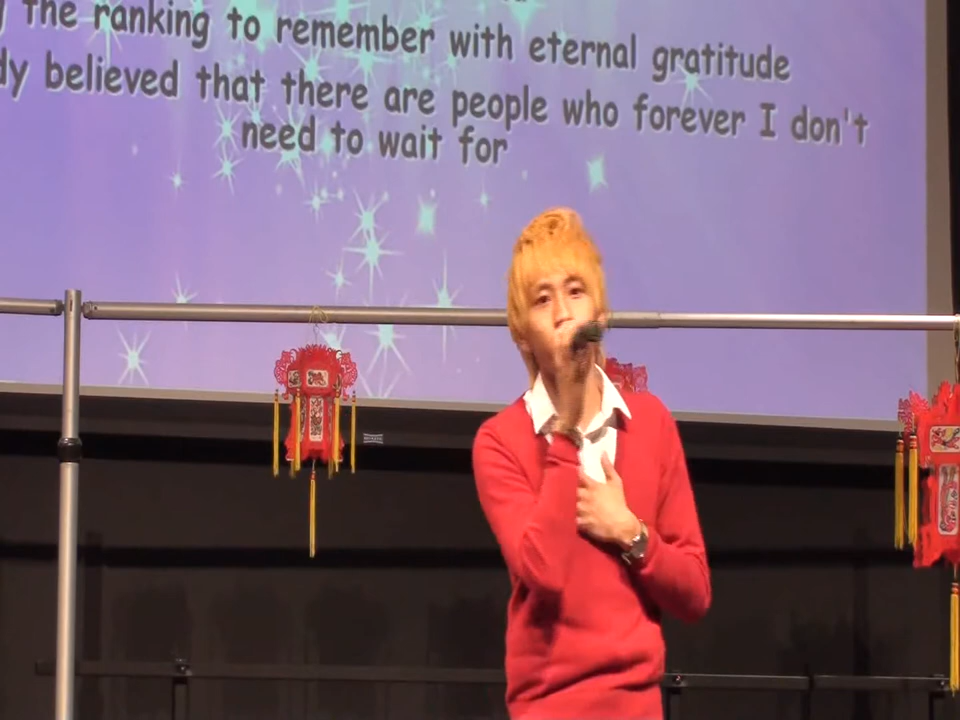 the ranking to remember with eternal gratitude
believed that there are people who forever I don't
need to wait for